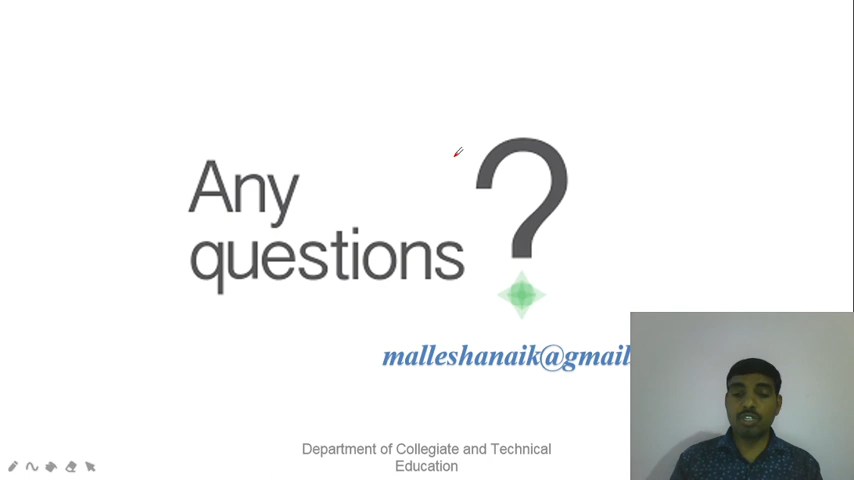 Any
questions
?
malleshanaik@gmail
Department of Collegiate and Technical
Education